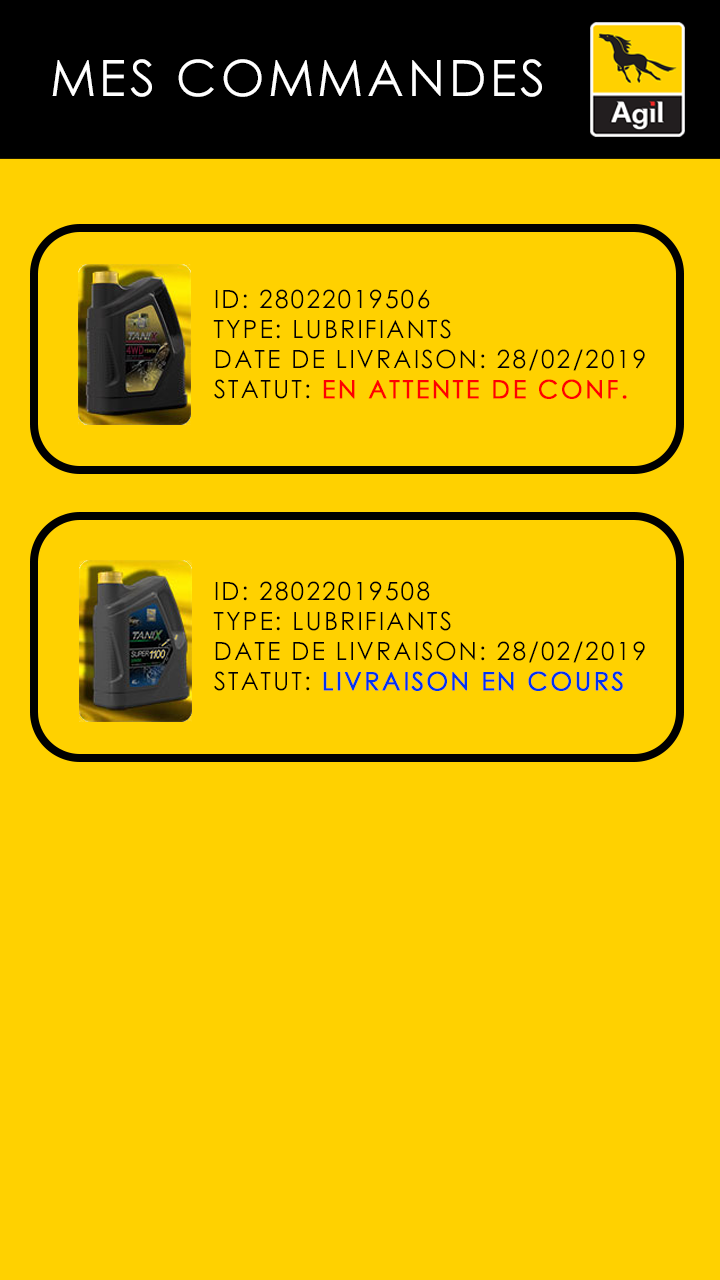 MES COMMANDES
Agil
ID: 28022019506
TYPE: LUBRIFIANTS
DATE DE LIVRAISON: 28/02/2019
STATUT: EN ATTENTE DE CONF.
TANIX
4WD
ID: 28022019508
TYPE: LUBRIFIANTS
DATE DE LIVRAISON: 28/02/2019
STATUT: LIVRAISON EN COURS
TANIX
SUPER 1100